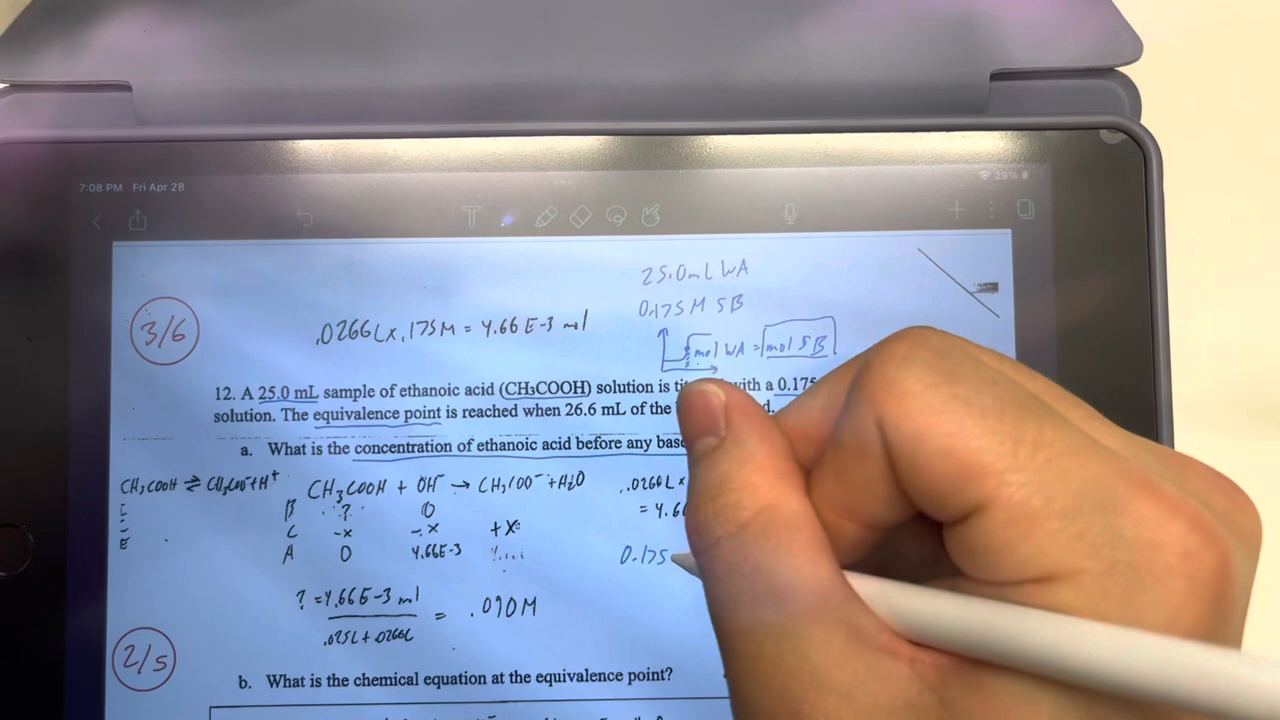 7:08 PM Fri Apr 28
29%
T
25.0mL WA
0.175M SB
3/6
.0266L x .175M = 4.66 E-3 mol
mol WA = mol SB
12. A 25.0 mL sample of ethanoic acid (CH₃COOH) solution is with a 0.175
solution. The equivalence point is reached when 26.6 mL of the
a. What is the concentration of ethanoic acid before any base
CH₃COOH ⇌ CH₃COO⁻ + H⁺
CH₃COOH + OH⁻ → CH₃COO⁻ + H₂O
.0266L x
I
B ? 0
= 4.66
C -x -x +x
E
A 0 4.66E-3
0.175
? = 4.66E-3 mol
.025L + .0266L
= .090M
2/5
b. What is the chemical equation at the equivalence point?